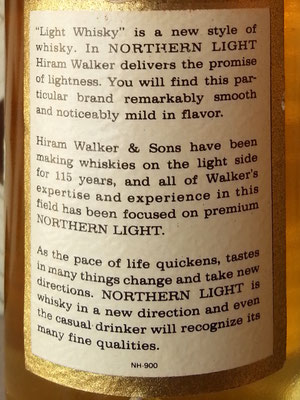 "Light Whisky" is a new style of
whisky. In NORTHERN LIGHT
Hiram Walker delivers the promise
of lightness. You will find this par-
ticular brand remarkably smooth
and noticeably mild in flavor.
Hiram Walker & Sons have been
making whiskies on the light side
for 115 years, and all of Walker's
expertise and experience in this
field has been focused on premium
NORTHERN LIGHT.
As the pace of life quickens, tastes
in many things change and take new
directions. NORTHERN LIGHT is
whisky in a new direction and even
the casual drinker will recognize its
many fine qualities.
NH-900